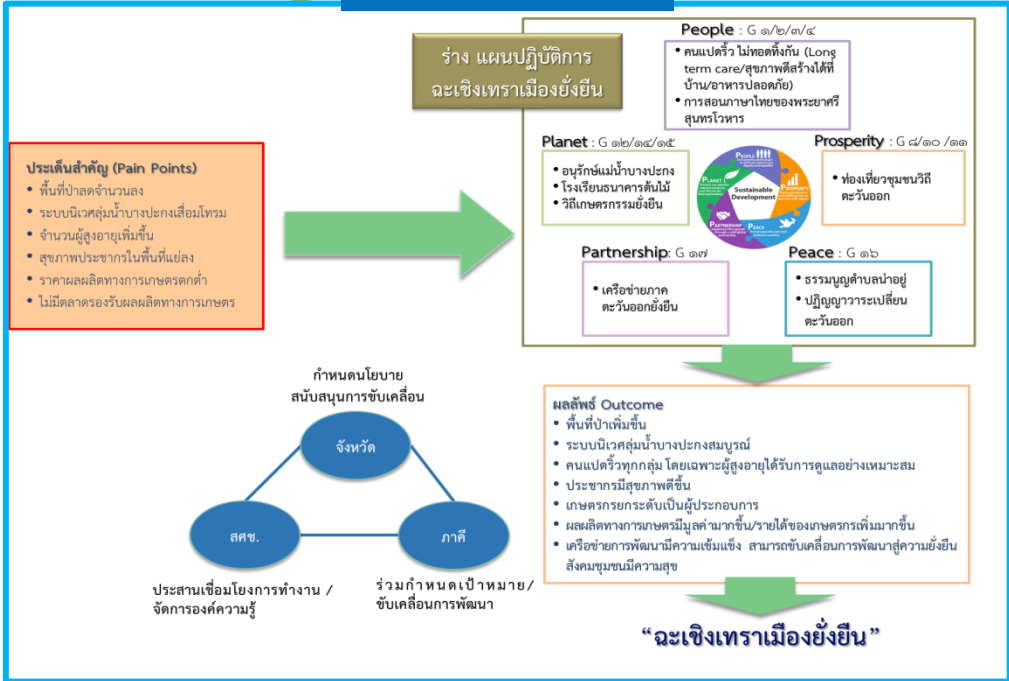 ร่าง แผนปฏิบัติการ
ฉะเชิงเทราเมืองยั่งยืน
People : G ๑/๒/๓/๔
• คนแปดริ้ว ไม่ทอดทิ้งกัน (Long
term care/สุขภาพดีสร้างได้ที่
บ้าน/อาหารปลอดภัย)
• การสอนภาษาไทยของพระยาศรี
สุนทรโวหาร
Planet : G ๑๒/๑๔/๑๕
• อนุรักษ์แม่น้ำบางปะกง
• โรงเรียนธนาคารต้นไม้
• วิถีเกษตรกรรมยั่งยืน
PEOPLE
PLANET
PROSPERITY
Sustainable
Development
PARTNERSHIP
PEACE
Prosperity : G ๘/๑๐ /๑๑
• ท่องเที่ยวชุมชนวิถี
ตะวันออก
Partnership: G ๑๗
• เครือข่ายภาค
ตะวันออกยั่งยืน
Peace : G ๑๖
• ธรรมนูญตำบลน่าอยู่
• ปฏิญญาวาระเปลี่ยน
ตะวันออก
ประเด็นสำคัญ (Pain Points)
• พื้นที่ป่าลดจำนวนลง
• ระบบนิเวศลุ่มน้ำบางปะกงเสื่อมโทรม
• จำนวนผู้สูงอายุเพิ่มขึ้น
• สุขภาพประชากรในพื้นที่แย่ลง
• ราคาผลผลิตทางการเกษตรตกต่ำ
• ไม่มีตลาดรองรับผลผลิตทางการเกษตร
กำหนดนโยบาย
สนับสนุนการขับเคลื่อน
จังหวัด
สศช.
ภาคี
ประสานเชื่อมโยงการทำงาน /
จัดการองค์ความรู้
ร่วมกำหนดเป้าหมาย/
ขับเคลื่อนการพัฒนา
ผลลัพธ์ Outcome
• พื้นที่ป่าเพิ่มขึ้น
• ระบบนิเวศลุ่มน้ำบางปะกงสมบูรณ์
• คนแปดริ้วทุกกลุ่ม โดยเฉพาะผู้สูงอายุได้รับการดูแลอย่างเหมาะสม
• ประชากรมีสุขภาพดีขึ้น
• เกษตรกรยกระดับเป็นผู้ประกอบการ
• ผลผลิตทางการเกษตรมีมูลค่ามากขึ้น/รายได้ของเกษตรกรเพิ่มมากขึ้น
• เครือข่ายการพัฒนามีความเข้มแข็ง สามารถขับเคลื่อนการพัฒนาสู่ความยั่งยืน
สังคมชุมชนมีความสุข
“ฉะเชิงเทราเมืองยั่งยืน”